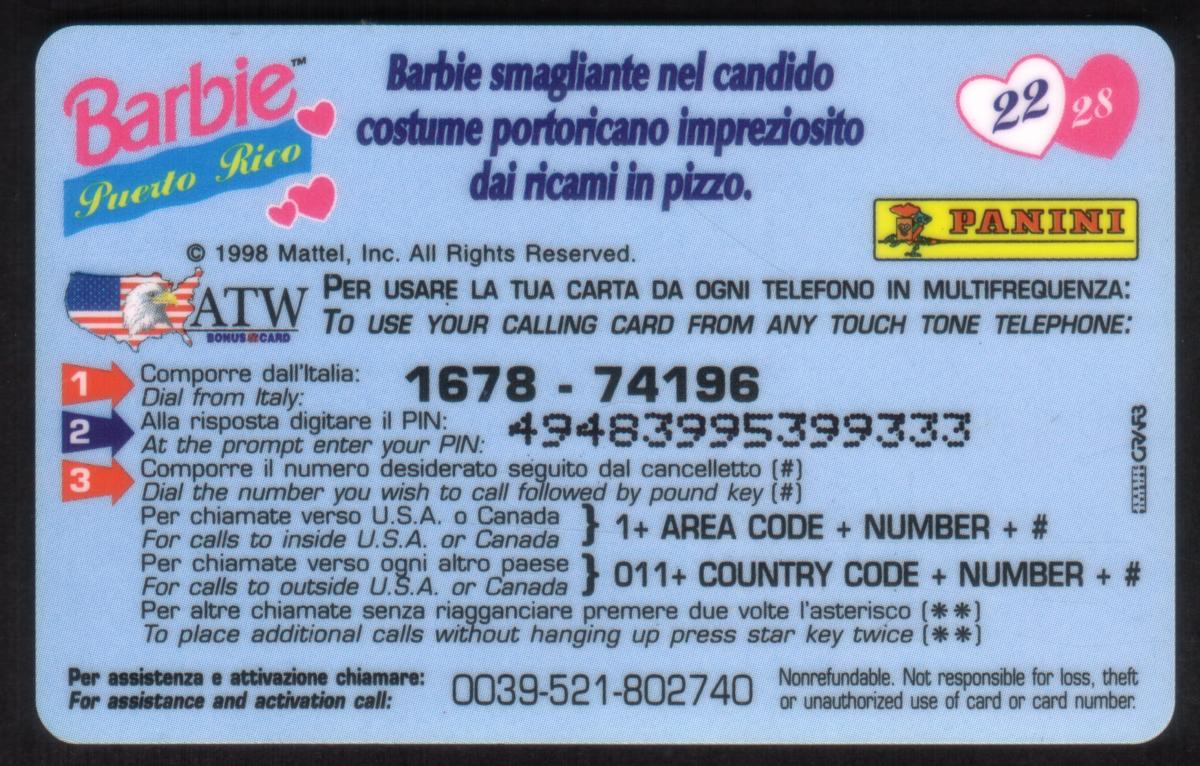 Barbie™
Puerto Rico
Barbie smagliante nel candido
costume portoricano impreziosito
dai ricami in pizzo.
22 28
PANINI
© 1998 Mattel, Inc. All Rights Reserved.
ATW
BONUS CARD
PER USARE LA TUA CARTA DA OGNI TELEFONO IN MULTIFREQUENZA:
TO USE YOUR CALLING CARD FROM ANY TOUCH TONE TELEPHONE:
1 Comporre dall'Italia: 1678 - 74196
Dial from Italy:
2 Alla risposta digitare il PIN: 49483995399333
At the prompt enter your PIN:
3 Comporre il numero desiderato seguito dal cancelletto (#)
Dial the number you wish to call followed by pound key (#)
Per chiamate verso U.S.A. o Canada } 1+ AREA CODE + NUMBER + #
For calls to inside U.S.A. or Canada
Per chiamate verso ogni altro paese } 011+ COUNTRY CODE + NUMBER + #
For calls to outside U.S.A. or Canada
Per altre chiamate senza riagganciare premere due volte l'asterisco (**)
To place additional calls without hanging up press star key twice (**)
Per assistenza e attivazione chiamare: 0039-521-802740
For assistance and activation call:
Nonrefundable. Not responsible for loss, theft
or unauthorized use of card or card number.